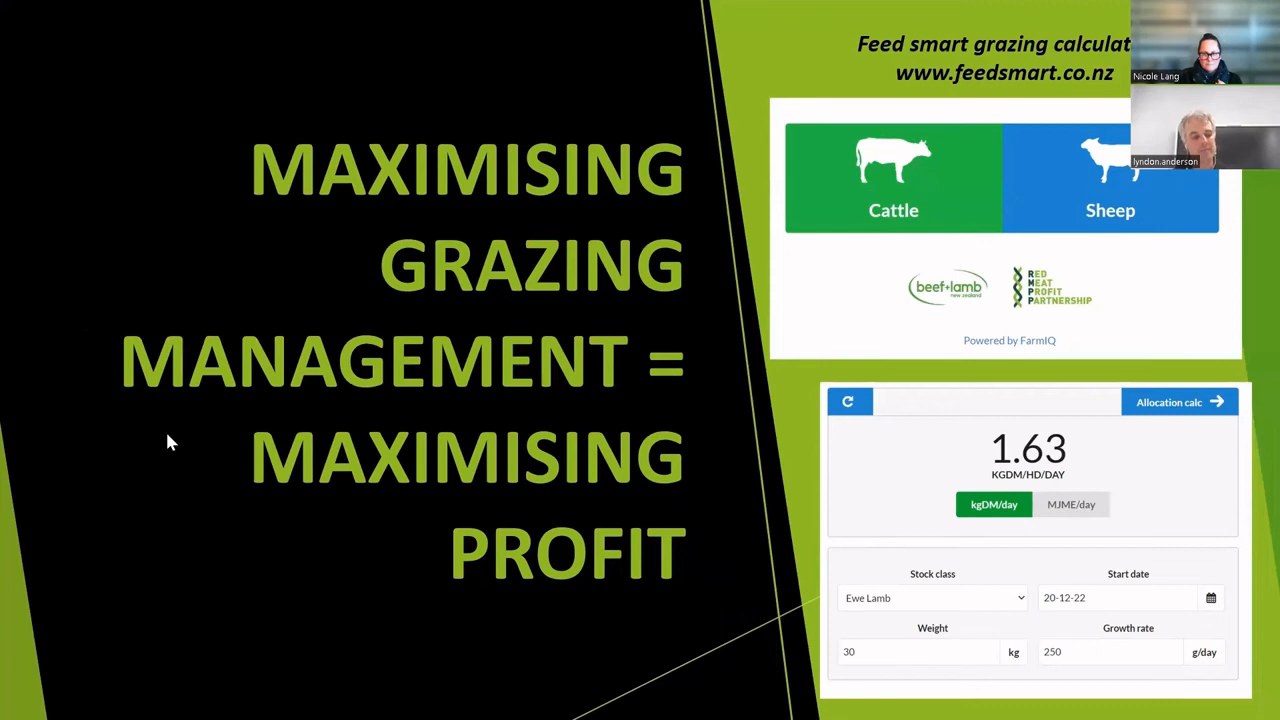 MAXIMISING
GRAZING
MANAGEMENT =
MAXIMISING
PROFIT
Feed smart grazing
www.feedsmart.co.nz
Nicole Lang
lyndon.anderson
Cattle
Sheep
beef+lamb
new zealand
RED
MEAT
PROFIT
PARTNERSHIP
Powered by FarmIQ
Allocation calc
1.63
KGDM/HD/DAY
kgDM/day
MJME/day
Stock class
Start date
Ewe Lamb
20-12-22
Weight
Growth rate
30
kg
250
g/day